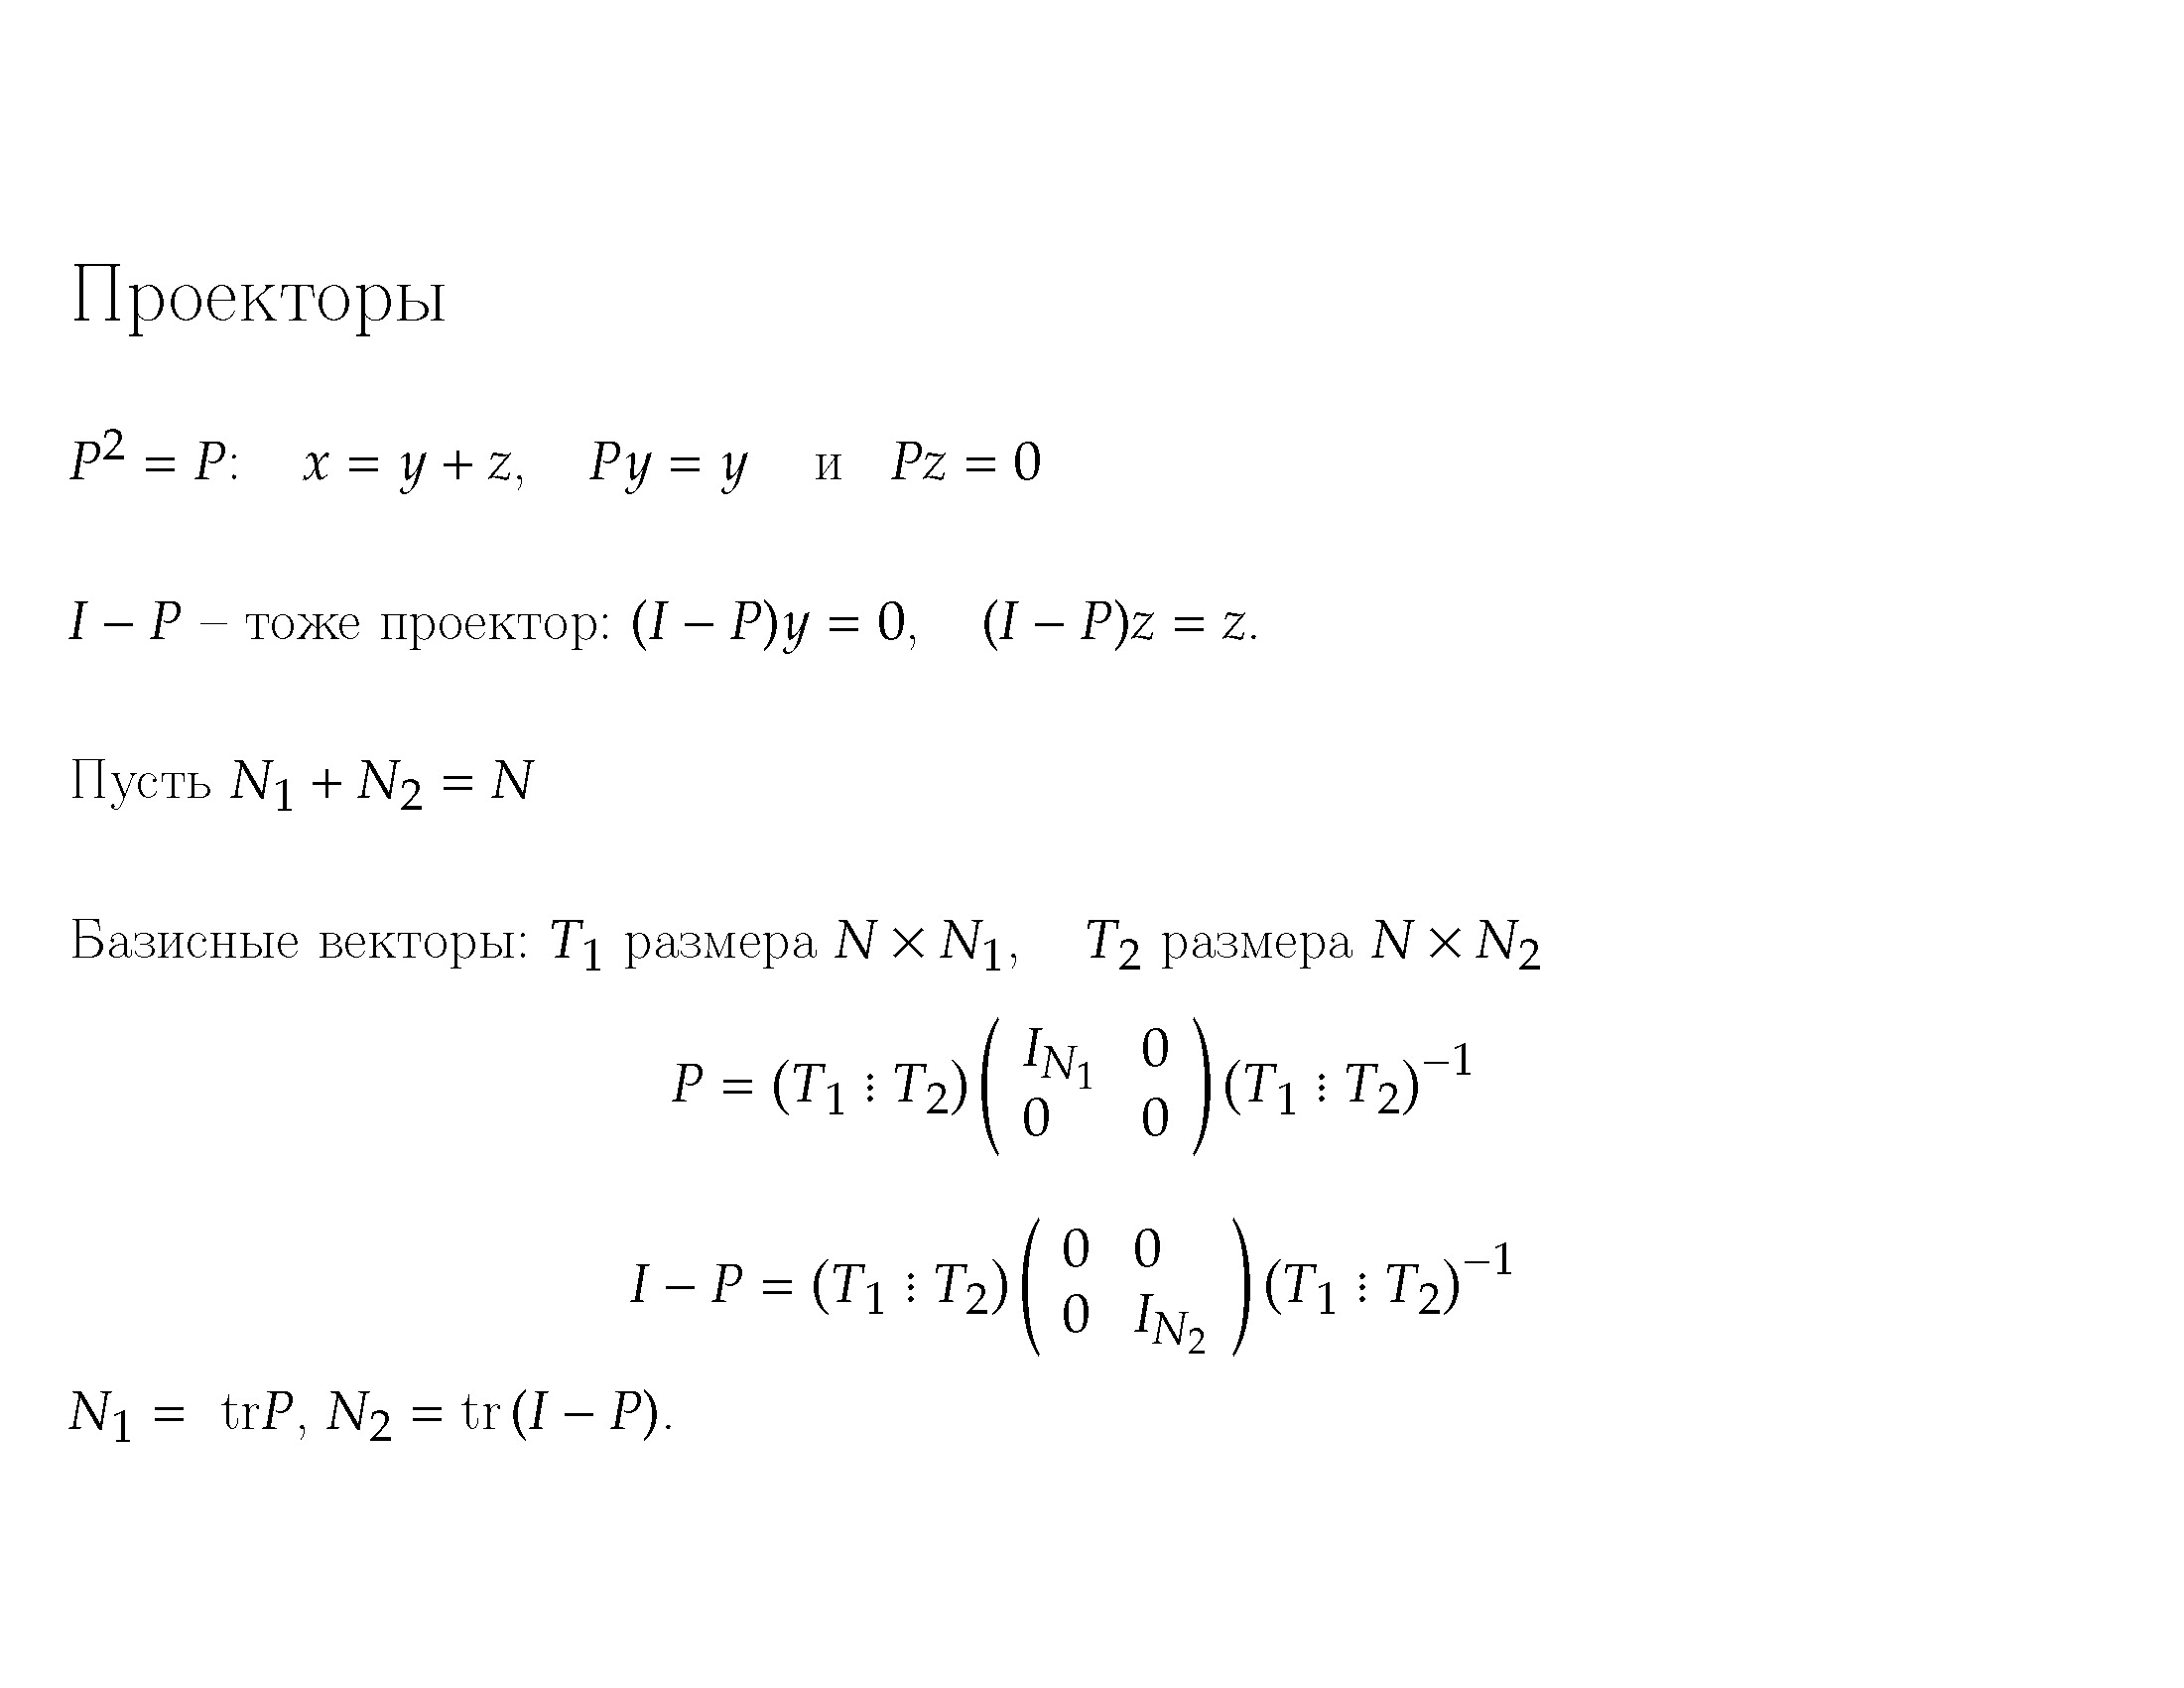 Проекторы
P² = P: x = y + z, Py = y и Pz = 0
I − P – тоже проектор: (I − P)y = 0, (I − P)z = z.
Пусть N₁ + N₂ = N
Базисные векторы: T₁ размера N × N₁, T₂ размера N × N₂
P = (T₁ ⋮ T₂) ( I_{N₁} 0 ; 0 0 ) (T₁ ⋮ T₂)⁻¹
I − P = (T₁ ⋮ T₂) ( 0 0 ; 0 I_{N₂} ) (T₁ ⋮ T₂)⁻¹
N₁ = trP, N₂ = tr (I − P).